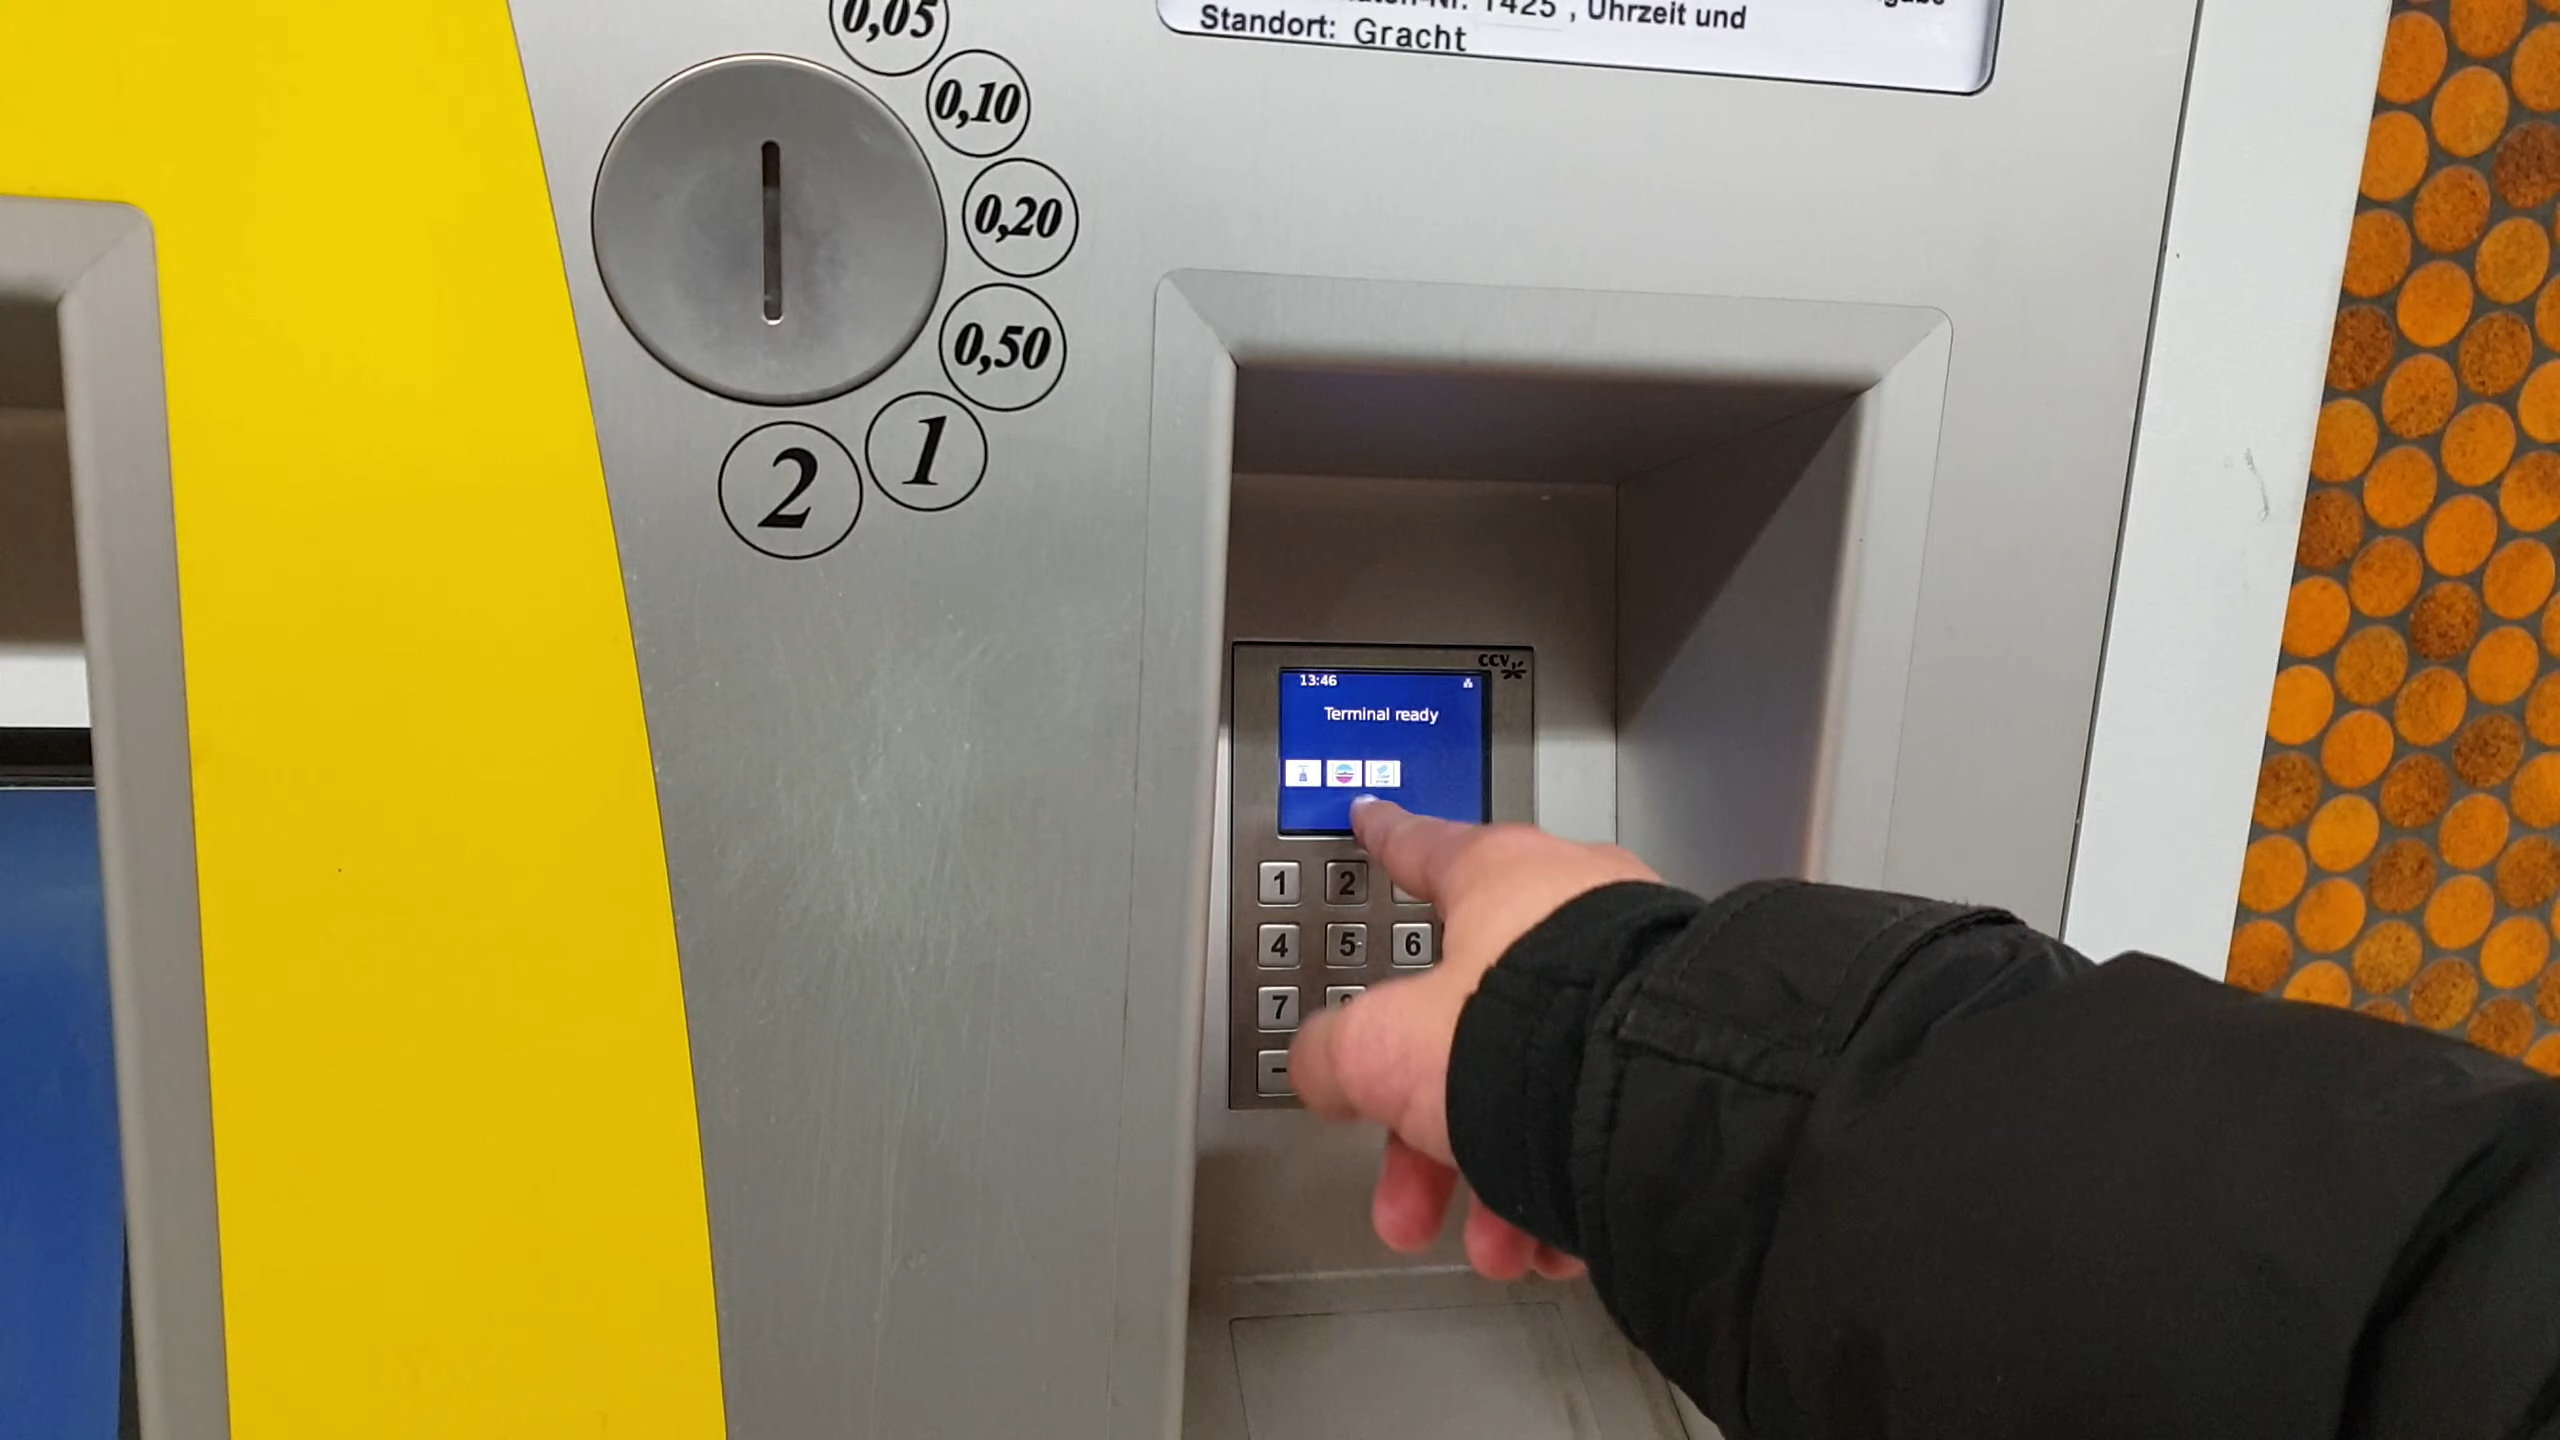 1425 , Uhrzeit und
Standort: Gracht
0,05
0,10
0,20
0,50
1
2
CCV
13:46
Terminal ready
1 2
4 5 6
7